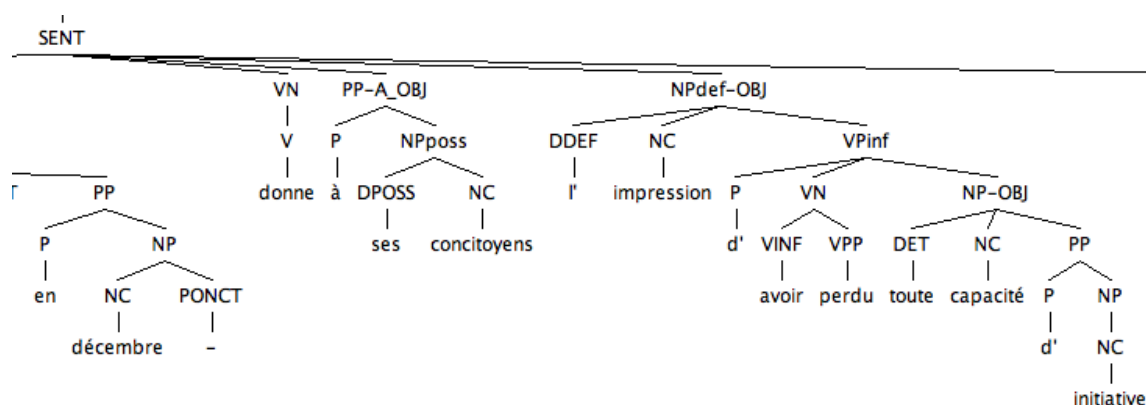 SENT
VN PP-A_OBJ NPdef-OBJ
V P NPposs DDEF NC VPinf
PP donne à DPOSS NC l' impression P VN NP-OBJ
P NP ses concitoyens d' VINF VPP DET NC PP
en NC PONCT avoir perdu toute capacité P NP
décembre - d' NC
initiative